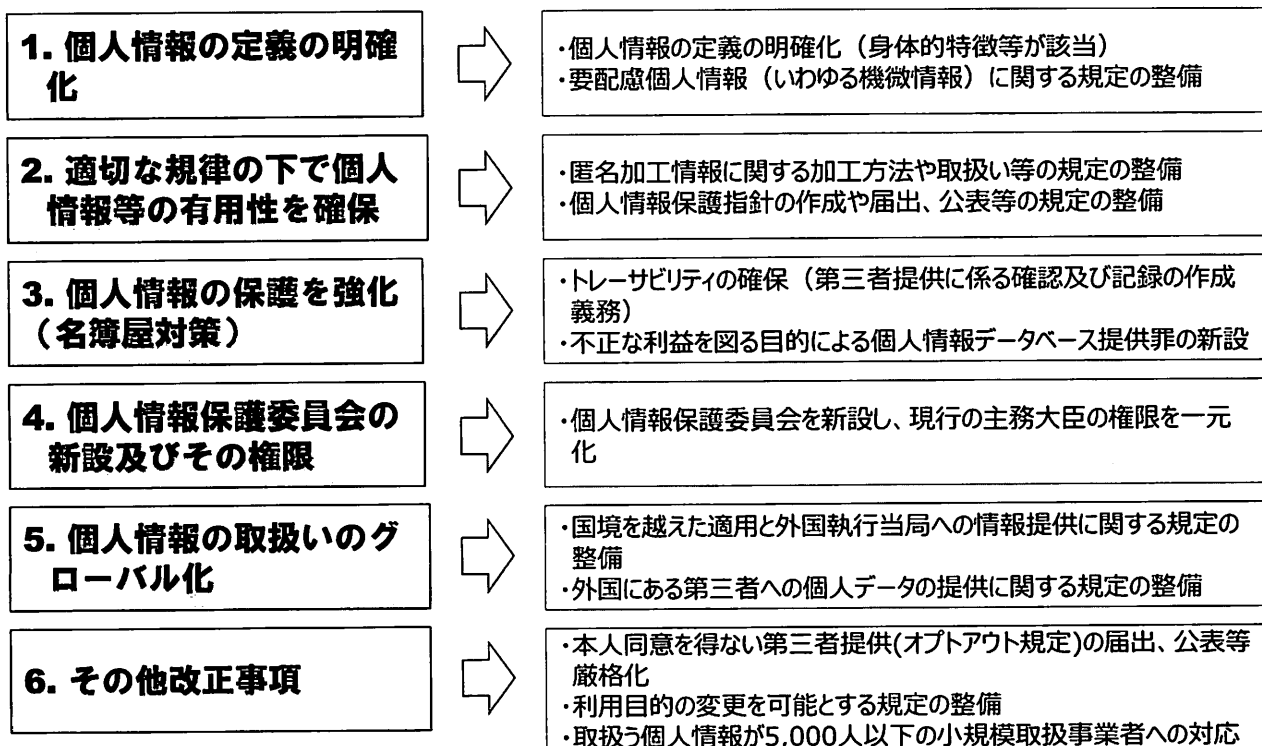 1. 個人情報の定義の明確
化
・個人情報の定義の明確化（身体的特徴等が該当）
・要配慮個人情報（いわゆる機微情報）に関する規定の整備
2. 適切な規律の下で個人
情報等の有用性を確保
・匿名加工情報に関する加工方法や取扱い等の規定の整備
・個人情報保護指針の作成や届出、公表等の規定の整備
3. 個人情報の保護を強化
（名簿屋対策）
・トレーサビリティの確保（第三者提供に係る確認及び記録の作成
義務）
・不正な利益を図る目的による個人情報データベース提供罪の新設
4. 個人情報保護委員会の
新設及びその権限
・個人情報保護委員会を新設し、現行の主務大臣の権限を一元
化
5. 個人情報の取扱いのグ
ローバル化
・国境を越えた適用と外国執行当局への情報提供に関する規定の
整備
・外国にある第三者への個人データの提供に関する規定の整備
6. その他改正事項
・本人同意を得ない第三者提供(オプトアウト規定)の届出、公表等
厳格化
・利用目的の変更を可能とする規定の整備
・取扱う個人情報が5,000人以下の小規模取扱事業者への対応